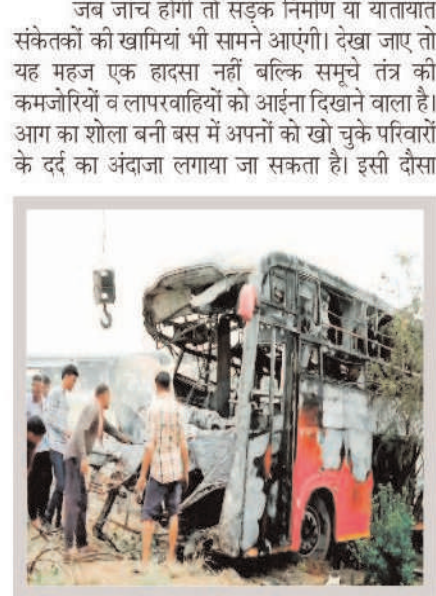 जब जांच होगी तो सड़क निर्माण या यातायात
संकेतकों की खामियां भी सामने आएंगी। देखा जाए तो
यह महज एक हादसा नहीं बल्कि समूचे तंत्र की
कमजोरियों व लापरवाहियों को आईना दिखाने वाला है।
आग का शोला बनी बस में अपनों को खो चुके परिवारों
के दर्द का अंदाजा लगाया जा सकता है। इसी दौसा